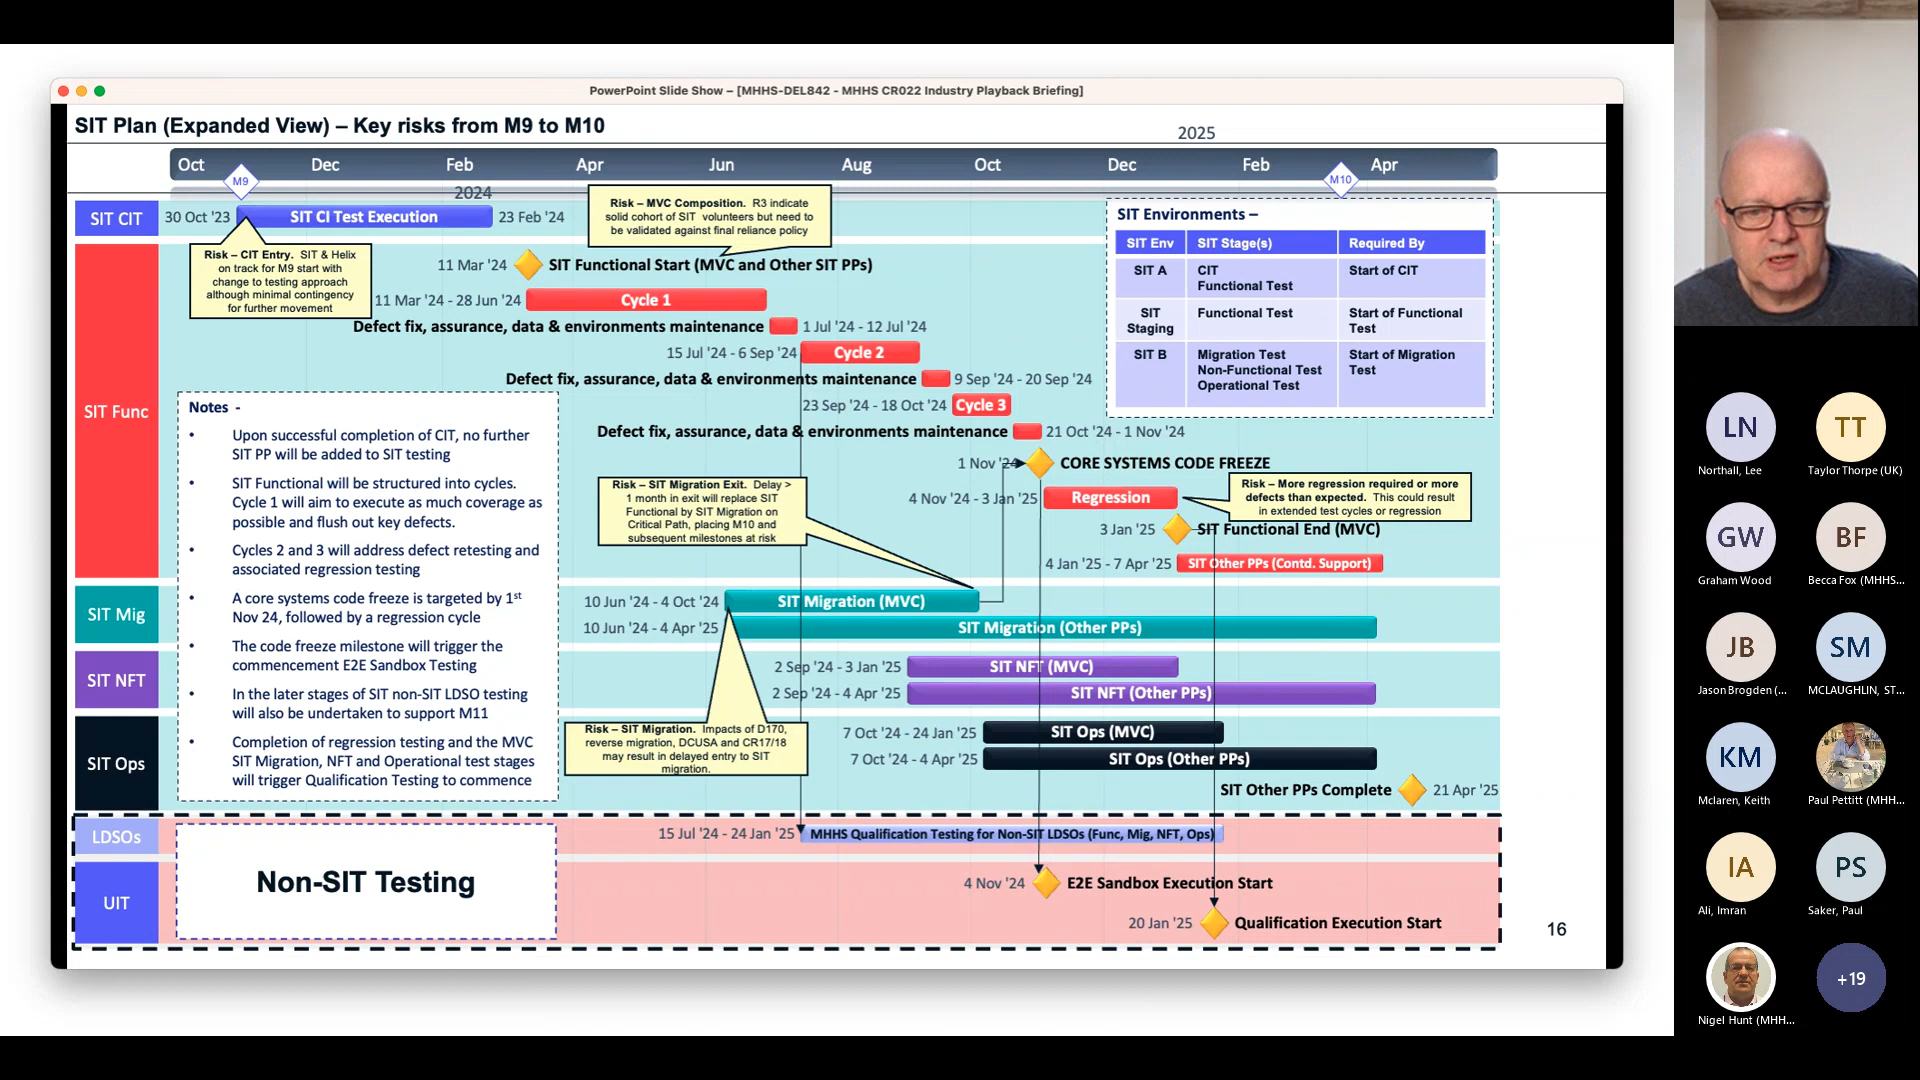 PowerPoint Slide Show – [MHHS-DEL842 - MHHS CR022 Industry Playback Briefing]
SIT Plan (Expanded View) – Key risks from M9 to M10
2025
Oct Dec Feb Apr Jun Aug Oct Dec Feb Apr
M9
M10
2024
SIT CIT
30 Oct '23
SIT CI Test Execution
23 Feb '24
Risk – MVC Composition. R3 indicate
solid cohort of SIT volunteers but need to
be validated against final reliance policy
Risk – CIT Entry. SIT & Helix
on track for M9 start with
change to testing approach
although minimal contingency
for further movement
SIT Environments –
SIT Env SIT Stage(s) Required By
SIT A CIT Start of CIT
Functional Test
SIT Functional Test Start of Functional
Staging Test
SIT B Migration Test Start of Migration
Non-Functional Test Test
Operational Test
SIT Func
11 Mar '24 SIT Functional Start (MVC and Other SIT PPs)
11 Mar '24 - 28 Jun '24 Cycle 1
Defect fix, assurance, data & environments maintenance 1 Jul '24 - 12 Jul '24
15 Jul '24 - 6 Sep '24 Cycle 2
Defect fix, assurance, data & environments maintenance 9 Sep '24 - 20 Sep '24
23 Sep '24 - 18 Oct '24 Cycle 3
Defect fix, assurance, data & environments maintenance 21 Oct '24 - 1 Nov '24
1 Nov '24 CORE SYSTEMS CODE FREEZE
4 Nov '24 - 3 Jan '25 Regression
Risk – More regression required or more
defects than expected. This could result
in extended test cycles or regression
3 Jan '25 SIT Functional End (MVC)
4 Jan '25 - 7 Apr '25 SIT Other PPs (Contd. Support)
Risk – SIT Migration Exit. Delay >
1 month in exit will replace SIT
Functional by SIT Migration on
Critical Path, placing M10 and
subsequent milestones at risk
Notes -
• Upon successful completion of CIT, no further
SIT PP will be added to SIT testing
• SIT Functional will be structured into cycles.
Cycle 1 will aim to execute as much coverage as
possible and flush out key defects.
• Cycles 2 and 3 will address defect retesting and
associated regression testing
• A core systems code freeze is targeted by 1st
Nov 24, followed by a regression cycle
• The code freeze milestone will trigger the
commencement E2E Sandbox Testing
• In the later stages of SIT non-SIT LDSO testing
will also be undertaken to support M11
• Completion of regression testing and the MVC
SIT Migration, NFT and Operational test stages
will trigger Qualification Testing to commence
SIT Mig
10 Jun '24 - 4 Oct '24 SIT Migration (MVC)
10 Jun '24 - 4 Apr '25 SIT Migration (Other PPs)
SIT NFT
2 Sep '24 - 3 Jan '25 SIT NFT (MVC)
2 Sep '24 - 4 Apr '25 SIT NFT (Other PPs)
Risk – SIT Migration. Impacts of D170,
reverse migration, DCUSA and CR17/18
may result in delayed entry to SIT
migration.
SIT Ops
7 Oct '24 - 24 Jan '25 SIT Ops (MVC)
7 Oct '24 - 4 Apr '25 SIT Ops (Other PPs)
SIT Other PPs Complete 21 Apr '25
LDSOs
15 Jul '24 - 24 Jan '25 MHHS Qualification Testing for Non-SIT LDSOs (Func, Mig, NFT, Ops)
Non-SIT Testing
UIT
4 Nov '24 E2E Sandbox Execution Start
20 Jan '25 Qualification Execution Start
16
LN
Northall, Lee
TT
Taylor Thorpe (UK)
GW
Graham Wood
BF
Becca Fox (MHHS...
JB
Jason Brogden (...
SM
MCLAUGHLIN, ST...
KM
Mclaren, Keith
Paul Pettitt (MHH...
IA
Ali, Imran
PS
Saker, Paul
Nigel Hunt (MHH...
+19